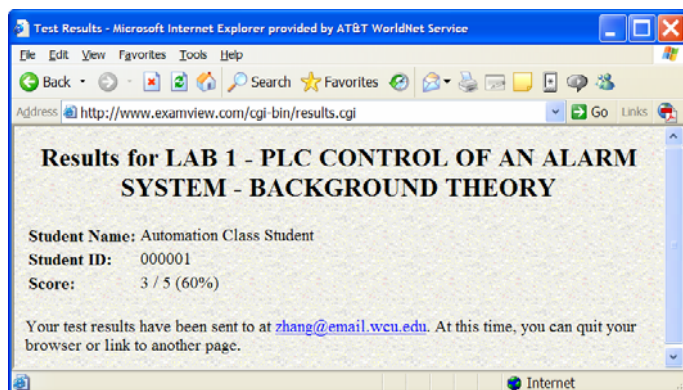 Test Results - Microsoft Internet Explorer provided by AT&T WorldNet Service
File Edit View Favorites Tools Help
Back Search Favorites
Address http://www.examview.com/cgi-bin/results.cgi Go Links
Results for LAB 1 - PLC CONTROL OF AN ALARM
SYSTEM - BACKGROUND THEORY
Student Name: Automation Class Student
Student ID: 000001
Score: 3 / 5 (60%)
Your test results have been sent to at zhang@email.wcu.edu. At this time, you can quit your
browser or link to another page.
Internet